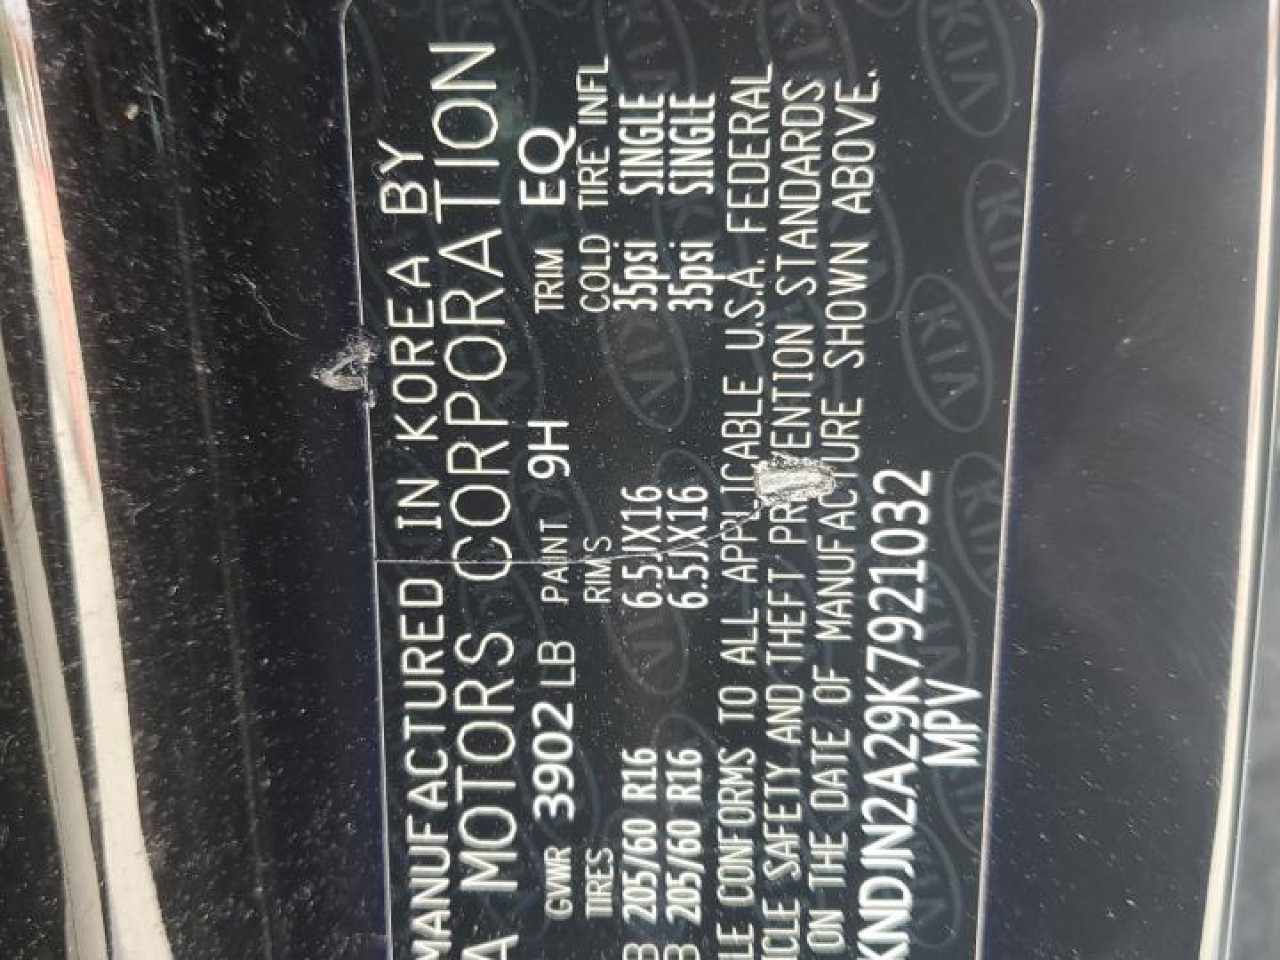 MANUFACTURED IN KOREA BY
A MOTORS CORPORATION
GVWR 3902 LB PAINT 9H TRIM EQ
TIRES RIMS COLD TIRE INFL
B 205/60 R16 6.5JX16 35psi SINGLE
B 205/60 R16 6.5JX16 35psi SINGLE
LE CONFORMS TO ALL APPLICABLE U.S.A. FEDERAL
ICLE SAFETY AND THEFT PR ENTION STANDARDS
ON THE DATE OF MANUFACTURE SHOWN ABOVE.
KNDJN2A29K7921032
MPV